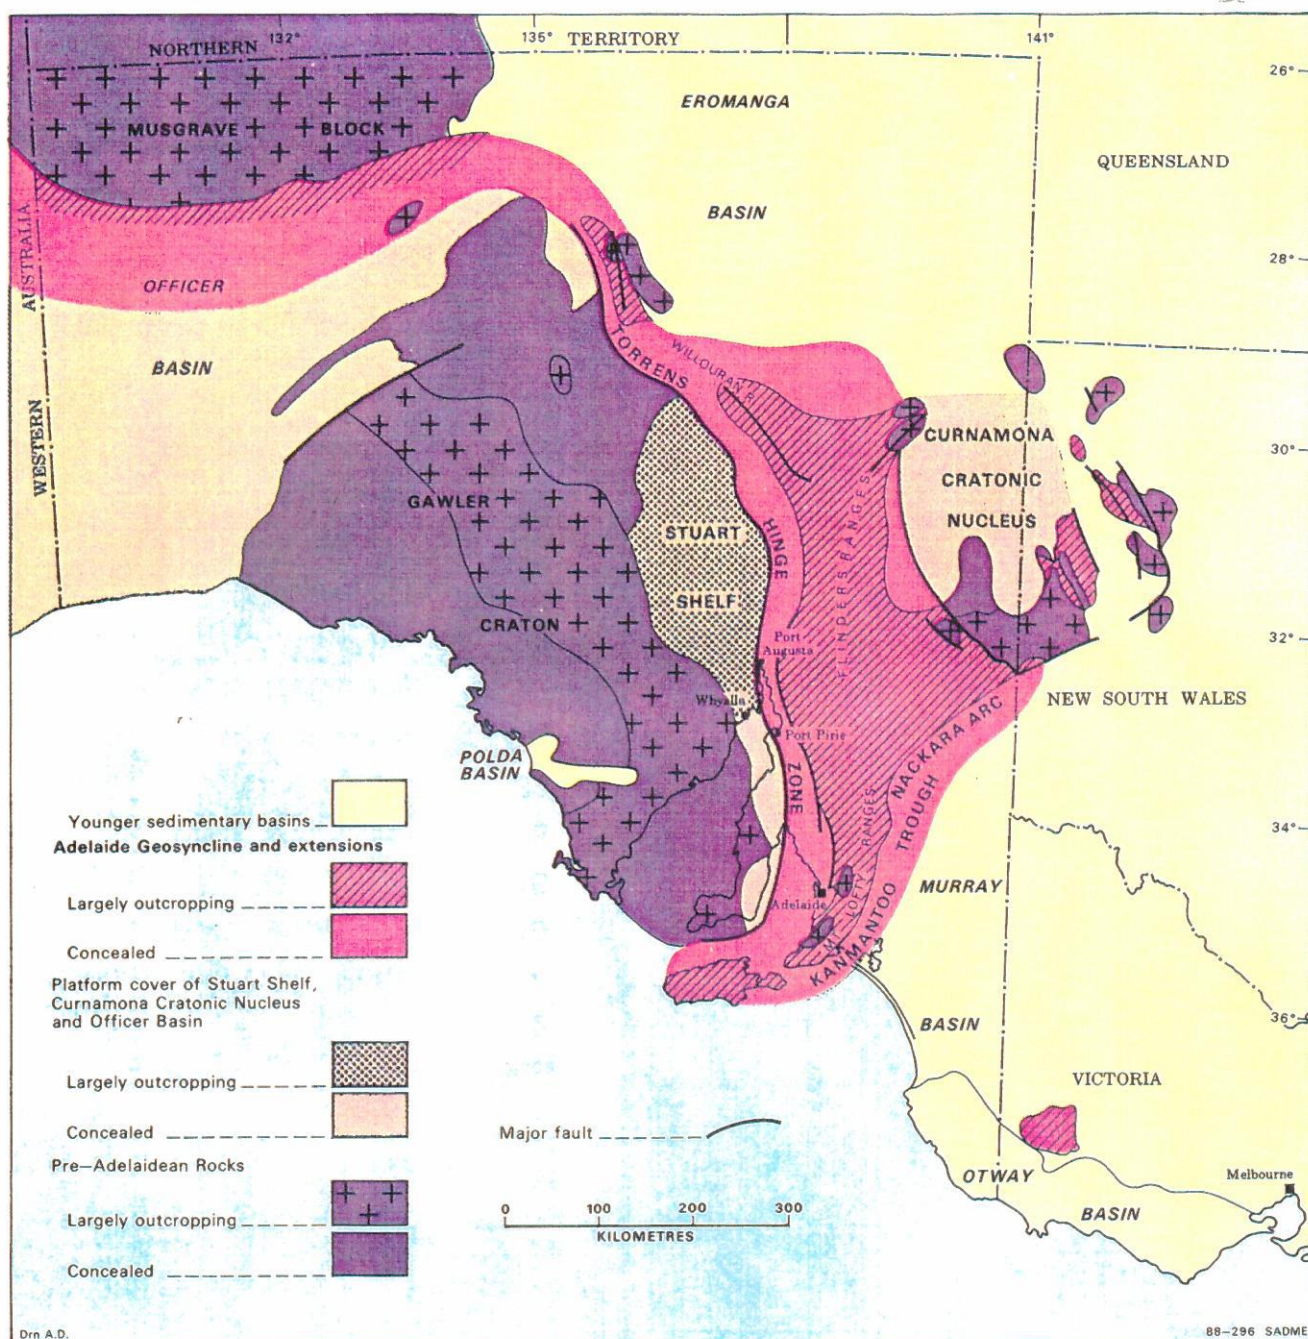 132°
135°
141°
NORTHERN
TERRITORY
26°
MUSGRAVE
BLOCK
EROMANGA
QUEENSLAND
BASIN
AUSTRALIA
OFFICER
28°
TORRENS
WILLOURAN R.
BASIN
WESTERN
CURNAMONA
30°
CRATONIC
NUCLEUS
GAWLER
STUART
HINGE
FLINDERS RANGES
SHELF
CRATON
Port
Augusta
32°
Whyalla
NEW SOUTH WALES
Port Pirie
POLDA
BASIN
ZONE
NACKARA ARC
TROUGH
Younger sedimentary basins
34°
Adelaide Geosyncline and extensions
RANGES
MURRAY
Largely outcropping
LOFTY
Adelaide
MT
KANMANTOO
Concealed
Platform cover of Stuart Shelf,
Curnamona Cratonic Nucleus
and Officer Basin
BASIN
36°
Largely outcropping
VICTORIA
Concealed
Major fault
Pre—Adelaidean Rocks
OTWAY
Melbourne
Largely outcropping
BASIN
0 100 200 300
KILOMETRES
Concealed
Drn A.D.
88–296 SADME